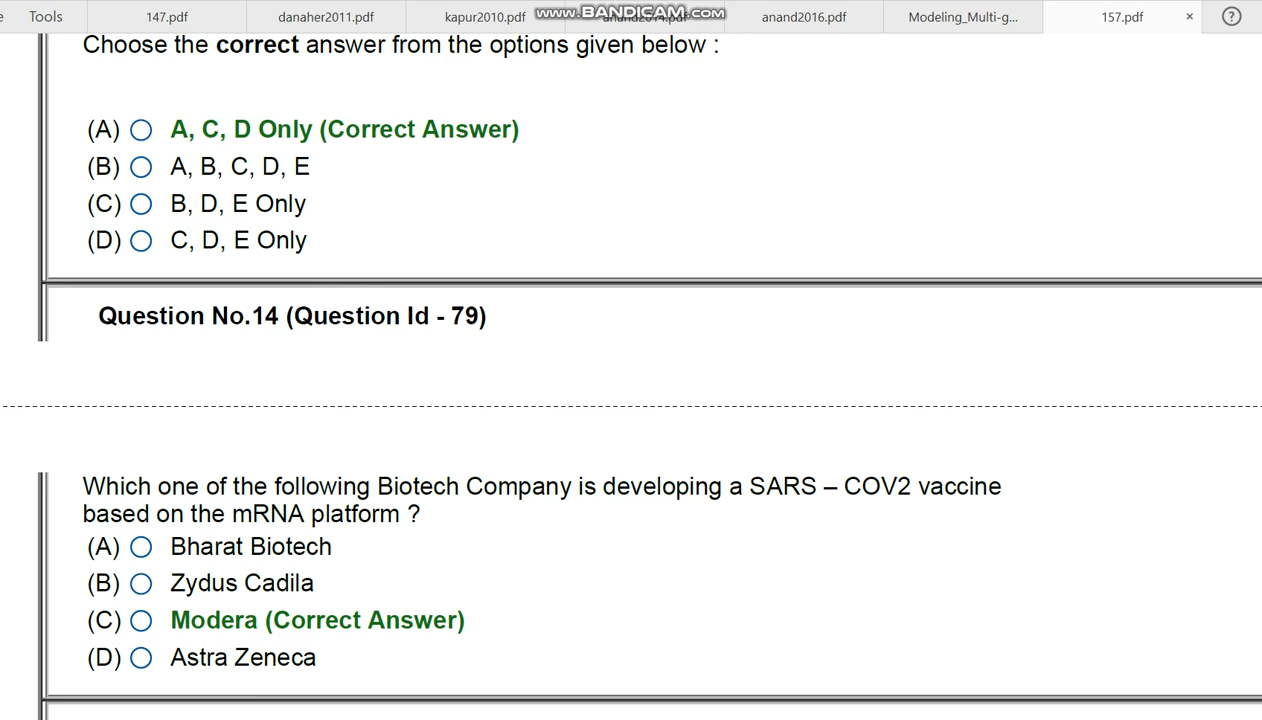 e Tools 147.pdf danaher2011.pdf kapur2010.pdf anand2014.pdf anand2016.pdf Modeling_Multi-g... 157.pdf × ?
www.BANDICAM.com
Choose the correct answer from the options given below :
(A) A, C, D Only (Correct Answer)
(B) A, B, C, D, E
(C) B, D, E Only
(D) C, D, E Only
Question No.14 (Question Id - 79)
Which one of the following Biotech Company is developing a SARS – COV2 vaccine
based on the mRNA platform ?
(A) Bharat Biotech
(B) Zydus Cadila
(C) Modera (Correct Answer)
(D) Astra Zeneca